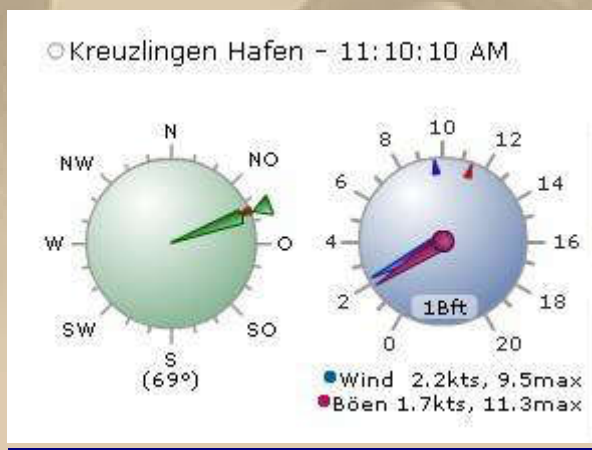 Kreuzlingen Hafen - 11:10:10 AM
N
NW NO
W O
SW SO
S
(69°)
8 10 12
6 14
4 16
2 18
1Bft
0 20
Wind 2.2kts, 9.5max
Böen 1.7kts, 11.3max